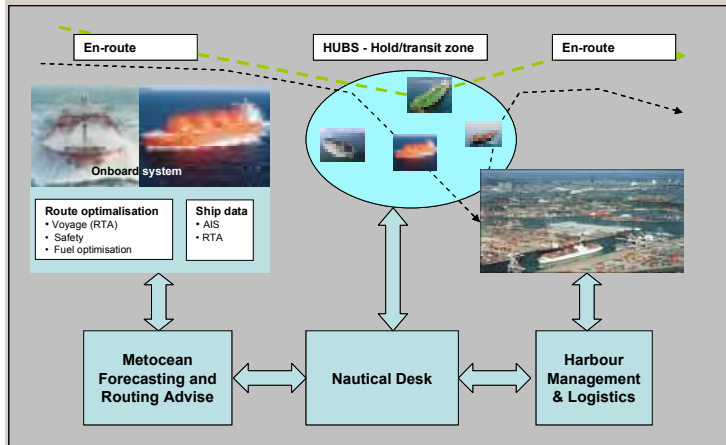 En-route
HUBS - Hold/transit zone
En-route
Onboard system
Route optimalisation
• Voyage (RTA)
• Safety
• Fuel optimisation
Ship data
• AIS
• RTA
Metocean
Forecasting and
Routing Advise
Nautical Desk
Harbour
Management
& Logistics